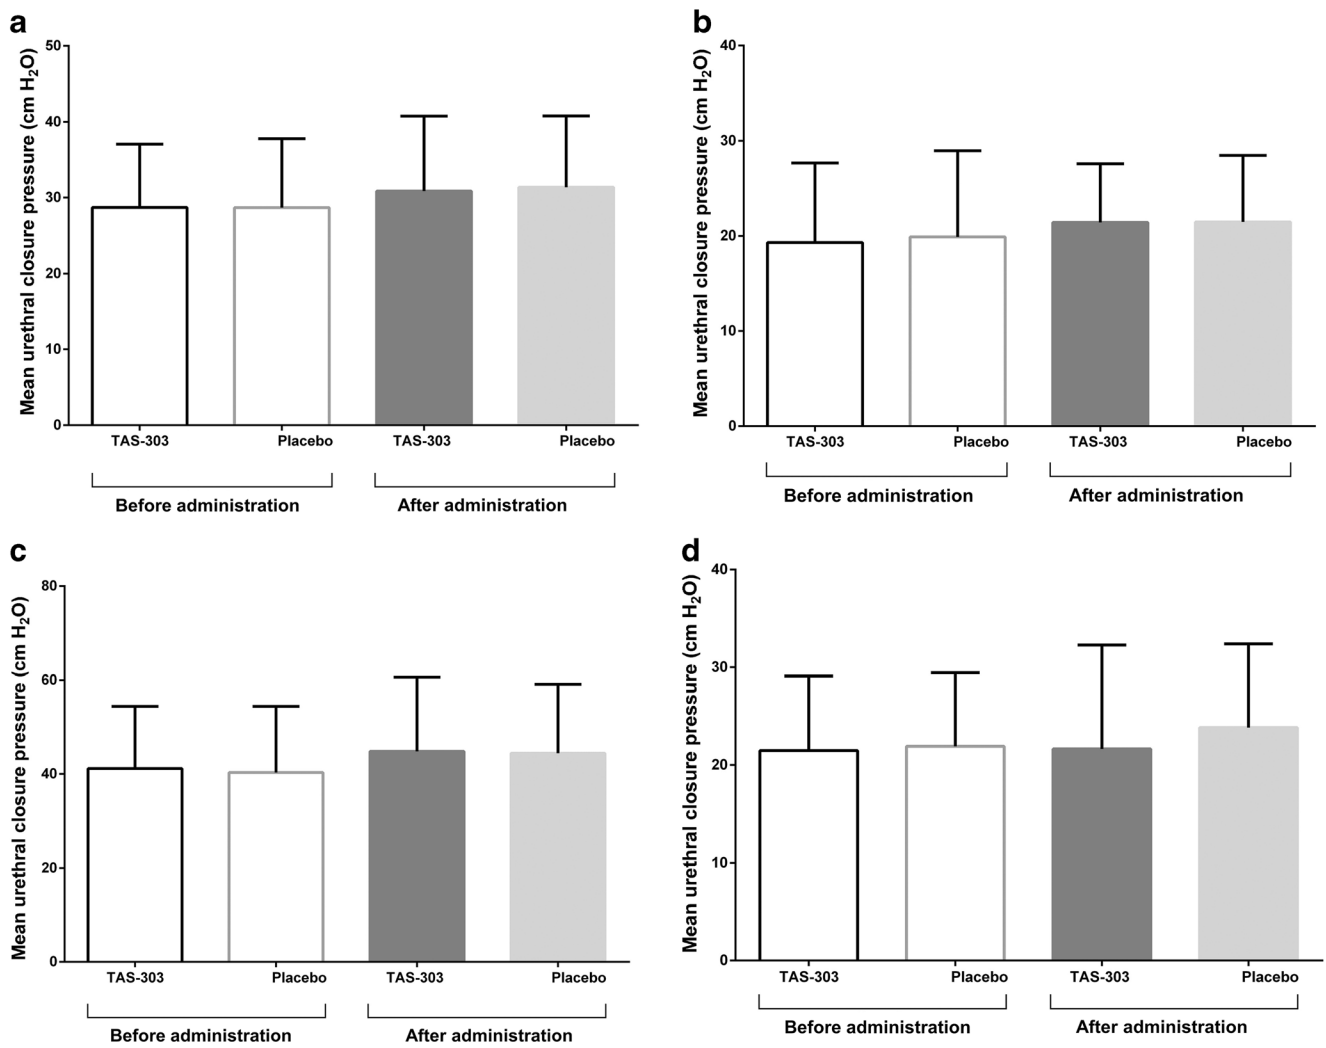 a
Mean urethral closure pressure (cm H₂O)
50
40
30
20
10
0
TAS-303 Placebo TAS-303 Placebo
Before administration After administration
b
Mean urethral closure pressure (cm H₂O)
40
30
20
10
0
TAS-303 Placebo TAS-303 Placebo
Before administration After administration
c
Mean urethral closure pressure (cm H₂O)
80
60
40
20
0
TAS-303 Placebo TAS-303 Placebo
Before administration After administration
d
Mean urethral closure pressure (cm H₂O)
40
30
20
10
0
TAS-303 Placebo TAS-303 Placebo
Before administration After administration